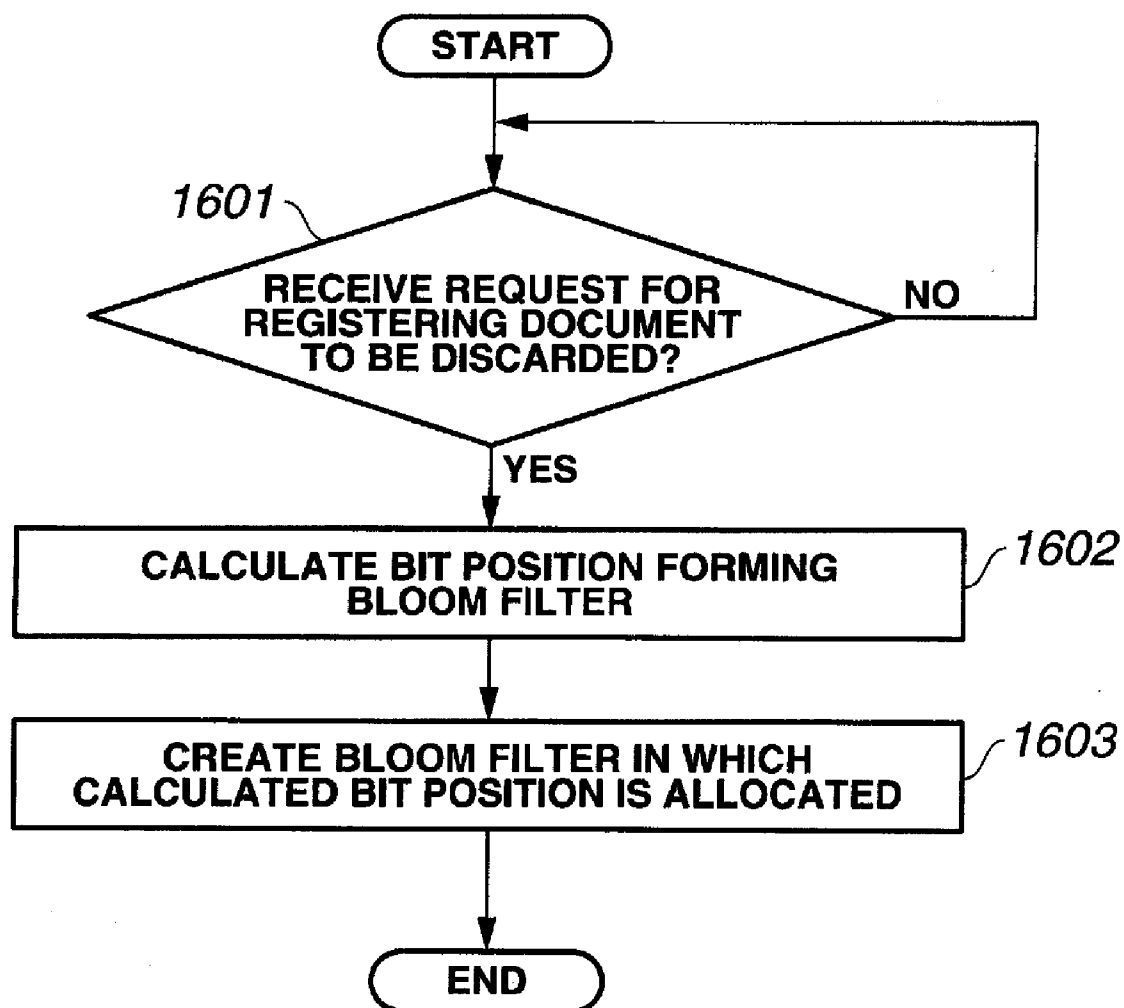 START
1601
RECEIVE REQUEST FOR
REGISTERING DOCUMENT
TO BE DISCARDED?
NO
YES
CALCULATE BIT POSITION FORMING
BLOOM FILTER
1602
CREATE BLOOM FILTER IN WHICH
CALCULATED BIT POSITION IS ALLOCATED
1603
END